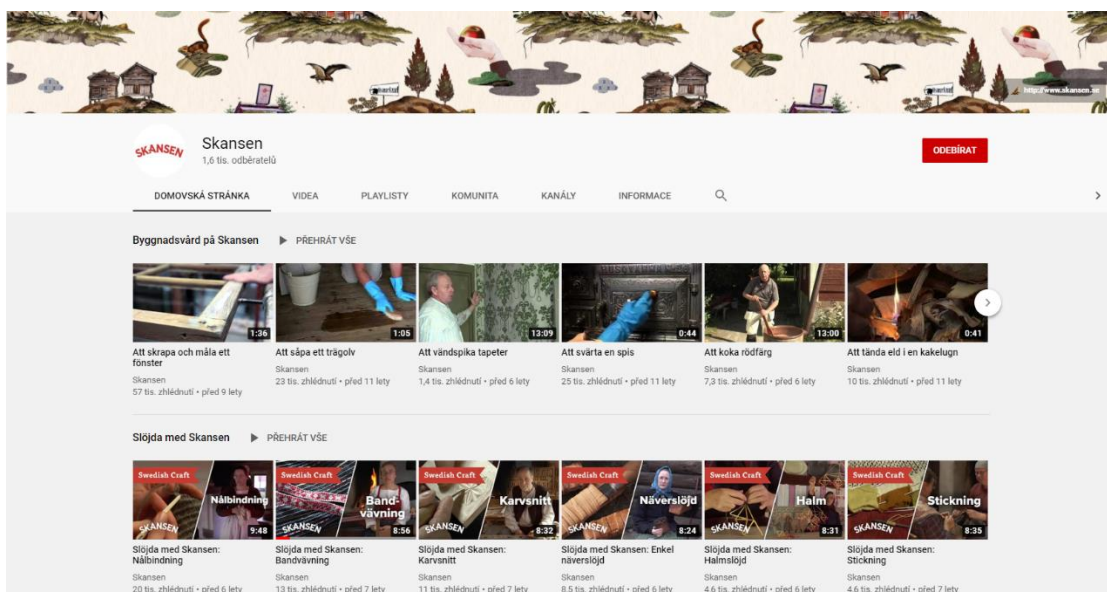 http://www.skansen.se
SKANSEN
Skansen
1,6 tis. odběratelů
ODEBÍRAT
DOMOVSKÁ STRÁNKA VIDEA PLAYLISTY KOMUNITA KANÁLY INFORMACE
Byggnadsvård på Skansen PŘEHRÁT VŠE
1:36 1:05 13:09 0:44 13:00 0:41
Att skrapa och måla ett fönster
Skansen
57 tis. zhlédnutí • před 9 lety
Att såpa ett trägolv
Skansen
23 tis. zhlédnutí • před 11 lety
Att vändspika tapeter
Skansen
1,4 tis. zhlédnutí • před 6 lety
Att svärta en spis
Skansen
25 tis. zhlédnutí • před 11 lety
Att koka rödfärg
Skansen
7,3 tis. zhlédnutí • před 6 lety
Att tända eld i en kakelugn
Skansen
10 tis. zhlédnutí • před 11 lety
Slöjda med Skansen PŘEHRÁT VŠE
Swedish Craft
Nålbindning
SKANSEN 9:48
Slöjda med Skansen:
Nålbindning
Skansen
20 tis. zhlédnutí • před 6 lety
Swedish Craft
Band-
vävning
SKANSEN 8:56
Slöjda med Skansen:
Bandvävning
Skansen
13 tis. zhlédnutí • před 7 lety
Swedish Craft
Karvsnitt
SKANSEN 8:32
Slöjda med Skansen:
Karvsnitt
Skansen
11 tis. zhlédnutí • před 7 lety
Swedish Craft
Näverslöjd
SKANSEN 8:24
Slöjda med Skansen: Enkel
näverslöjd
Skansen
8,5 tis. zhlédnutí • před 6 lety
Swedish Craft
Halm
SKANSEN 8:31
Slöjda med Skansen:
Halmslöjd
Skansen
4,6 tis. zhlédnutí • před 6 lety
Swedish Craft
Stickning
SKANSEN 8:35
Slöjda med Skansen:
Stickning
Skansen
4,6 tis. zhlédnutí • před 7 lety